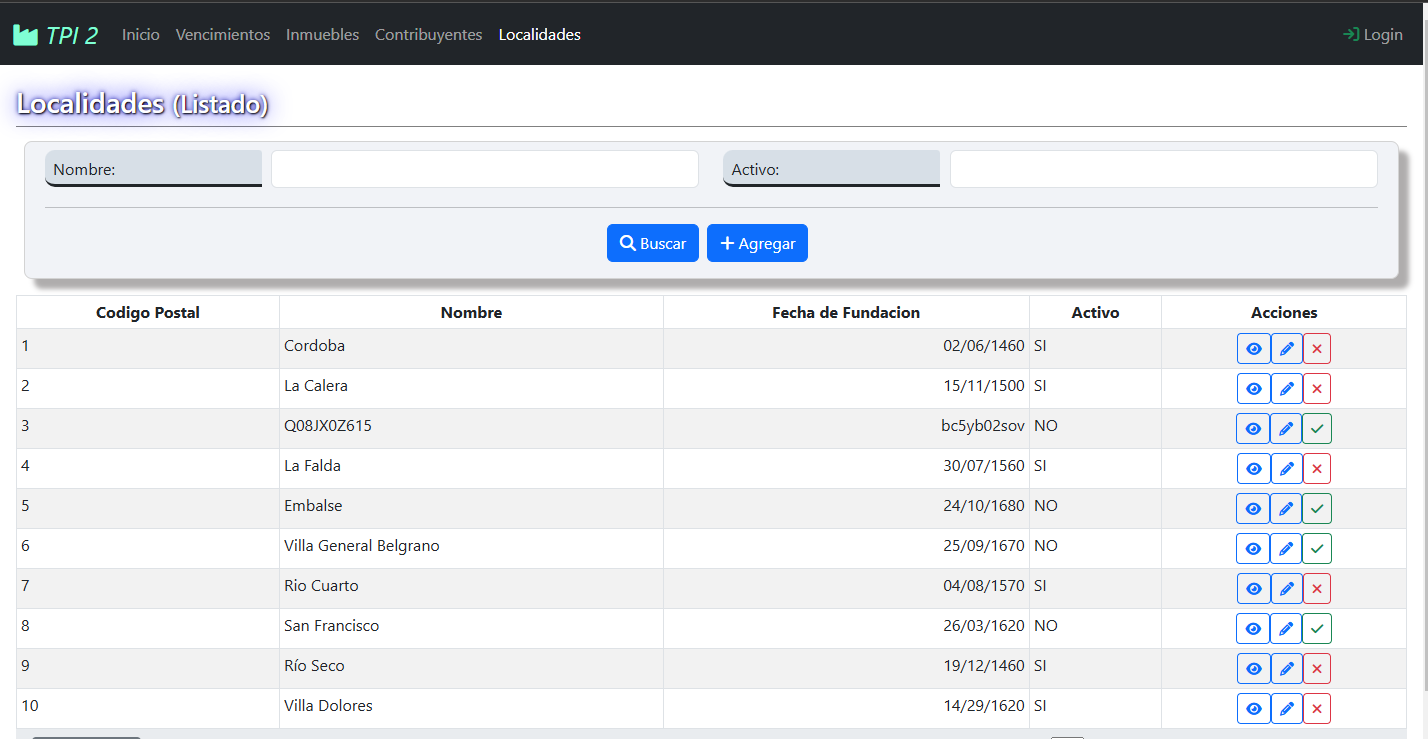 TPI 2 Inicio Vencimientos Inmuebles Contribuyentes Localidades Login
Localidades (Listado)
Nombre: Activo:
Buscar Agregar
Codigo Postal Nombre Fecha de Fundacion Activo Acciones
1 Cordoba 02/06/1460 SI
2 La Calera 15/11/1500 SI
3 Q08JX0Z615 bc5yb02sov NO
4 La Falda 30/07/1560 SI
5 Embalse 24/10/1680 NO
6 Villa General Belgrano 25/09/1670 NO
7 Rio Cuarto 04/08/1570 SI
8 San Francisco 26/03/1620 NO
9 Río Seco 19/12/1460 SI
10 Villa Dolores 14/29/1620 SI